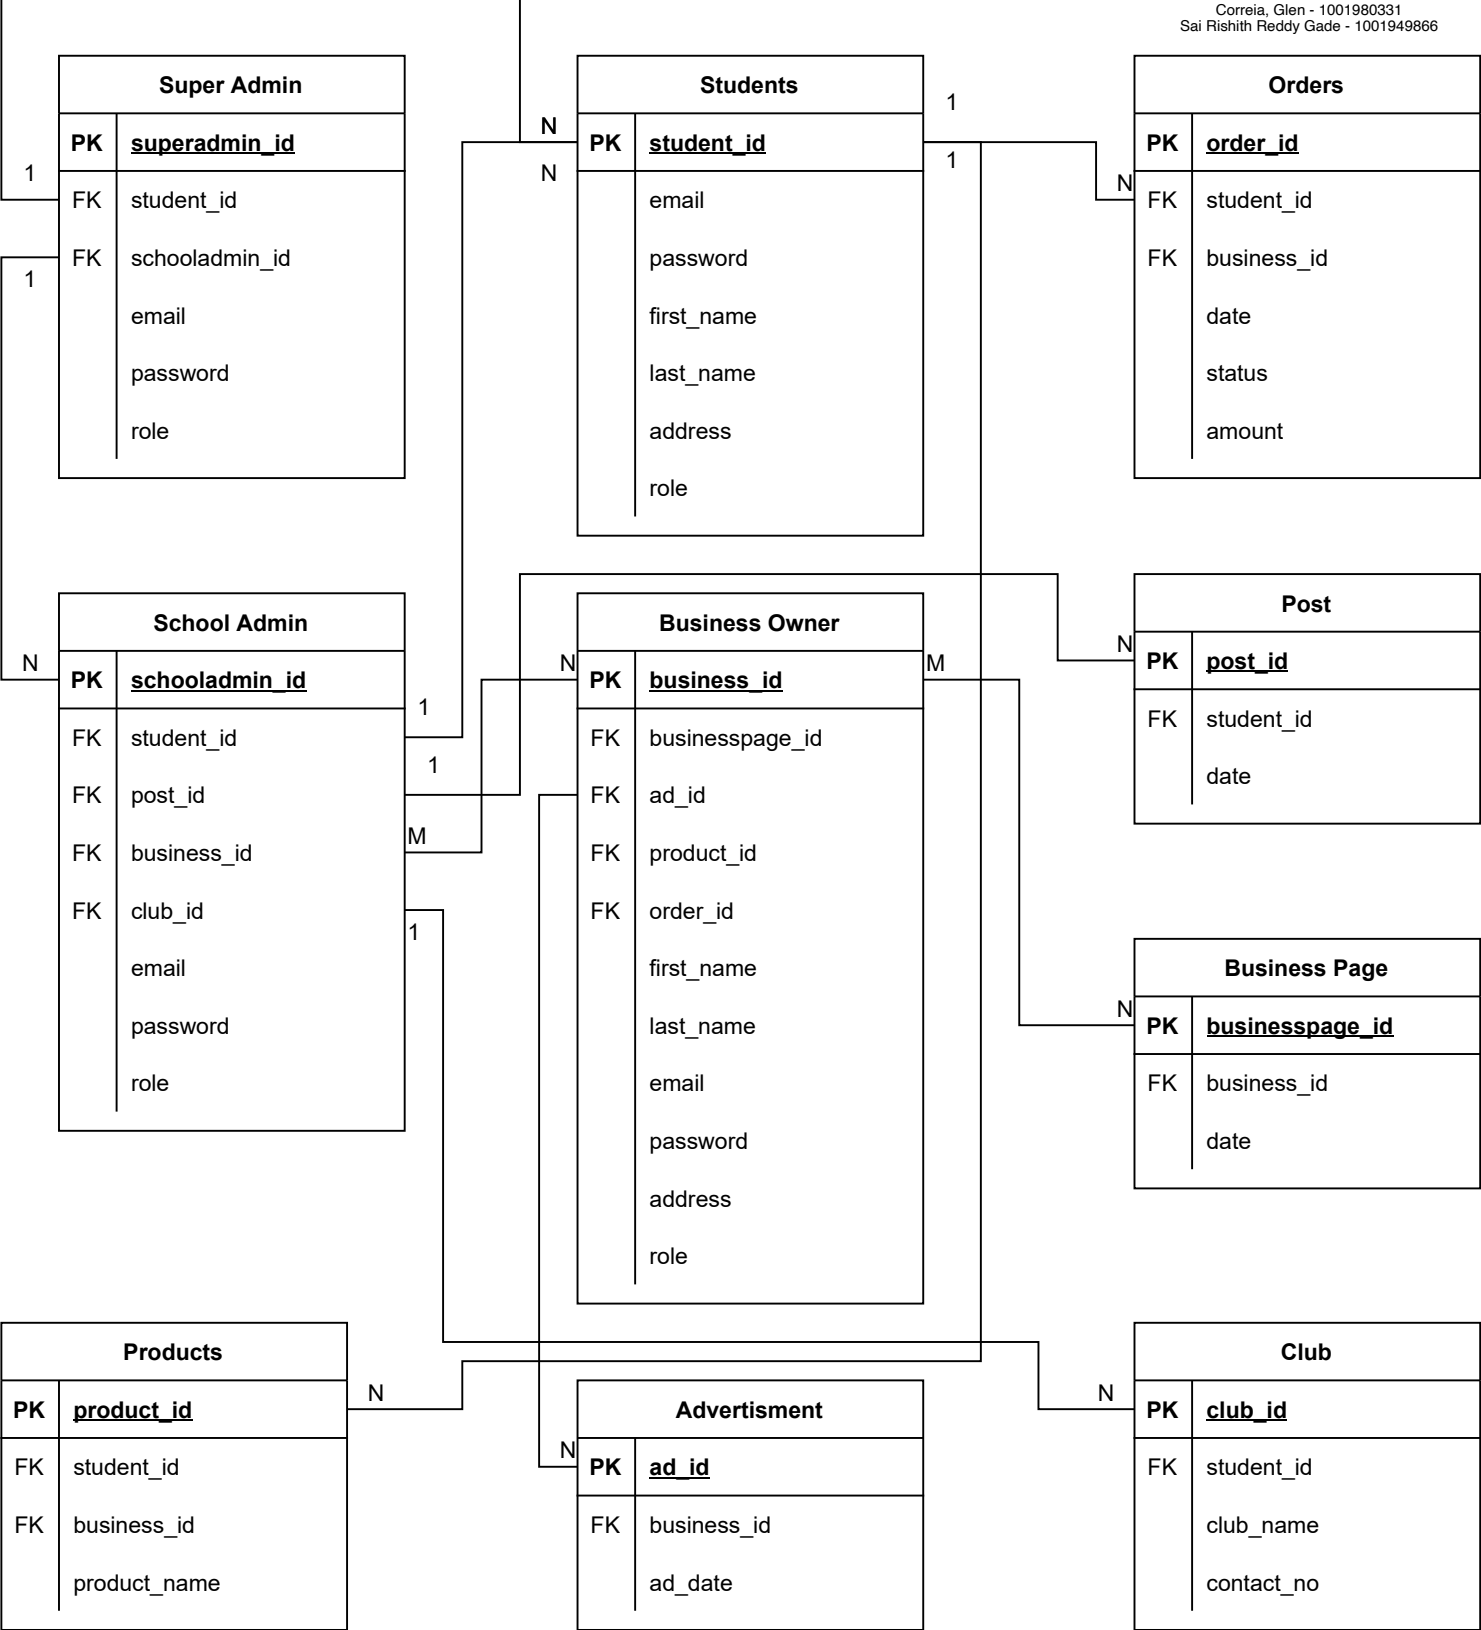 Correia, Glen - 1001980331
Sai Rishith Reddy Gade - 1001949866
Super Admin
PK superadmin_id
FK student_id
FK schooladmin_id
email
password
role
1
1
N
Students
PK student_id
email
password
first_name
last_name
address
role
N
N
1
1
Orders
PK order_id
FK student_id
FK business_id
date
status
amount
N
School Admin
PK schooladmin_id
FK student_id
FK post_id
FK business_id
FK club_id
email
password
role
1
1
M
1
Business Owner
PK business_id
FK businesspage_id
FK ad_id
FK product_id
FK order_id
first_name
last_name
email
password
address
role
N
M
Post
PK post_id
FK student_id
date
N
Business Page
PK businesspage_id
FK business_id
date
N
Products
PK product_id
FK student_id
FK business_id
product_name
N
Advertisment
PK ad_id
FK business_id
ad_date
N
Club
PK club_id
FK student_id
club_name
contact_no
N